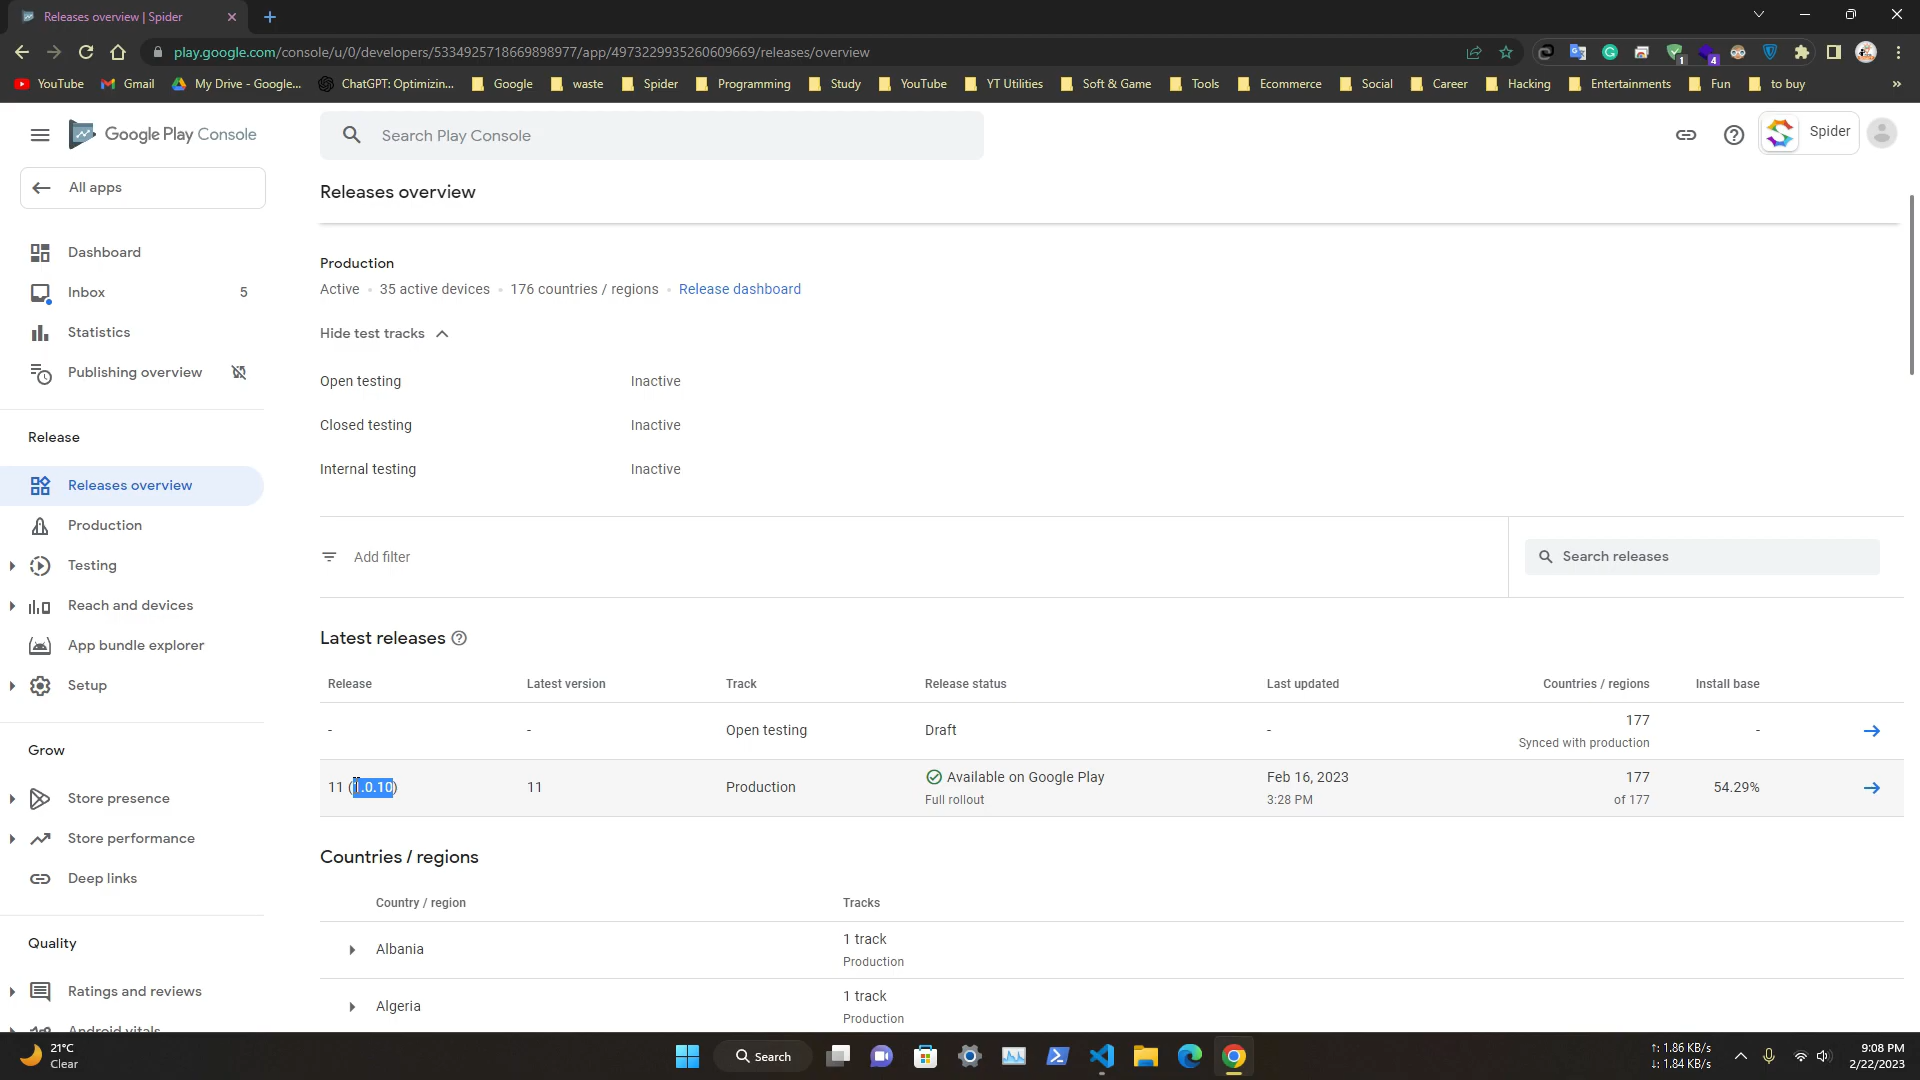 Releases overview | Spider
play.google.com/console/u/0/developers/5334925718669898977/app/4973229935260609669/releases/overview
YouTube
Gmail
My Drive - Google...
ChatGPT: Optimizin...
Google
waste
Spider
Programming
Study
YouTube
YT Utilities
Soft & Game
Tools
Ecommerce
Social
Career
Hacking
Entertainments
Fun
to buy
Google Play Console
Search Play Console
Spider
All apps
Releases overview
Dashboard
Inbox 5
Statistics
Publishing overview
Release
Releases overview
Production
Testing
Reach and devices
App bundle explorer
Setup
Grow
Store presence
Store performance
Deep links
Quality
Ratings and reviews
Android vitals
Production
Active • 35 active devices • 176 countries / regions • Release dashboard
Hide test tracks
Open testing Inactive
Closed testing Inactive
Internal testing Inactive
Add filter
Search releases
Latest releases
Release Latest version Track Release status Last updated Countries / regions Install base
- - Open testing Draft - 177 -
Synced with production
11 (1.0.10) 11 Production Available on Google Play Feb 16, 2023 177 54.29%
Full rollout 3:28 PM of 177
Countries / regions
Country / region Tracks
Albania 1 track
Production
Algeria 1 track
Production
21°C
Clear
Search
↑: 1.86 KB/s
↓: 1.84 KB/s
9:08 PM
2/22/2023